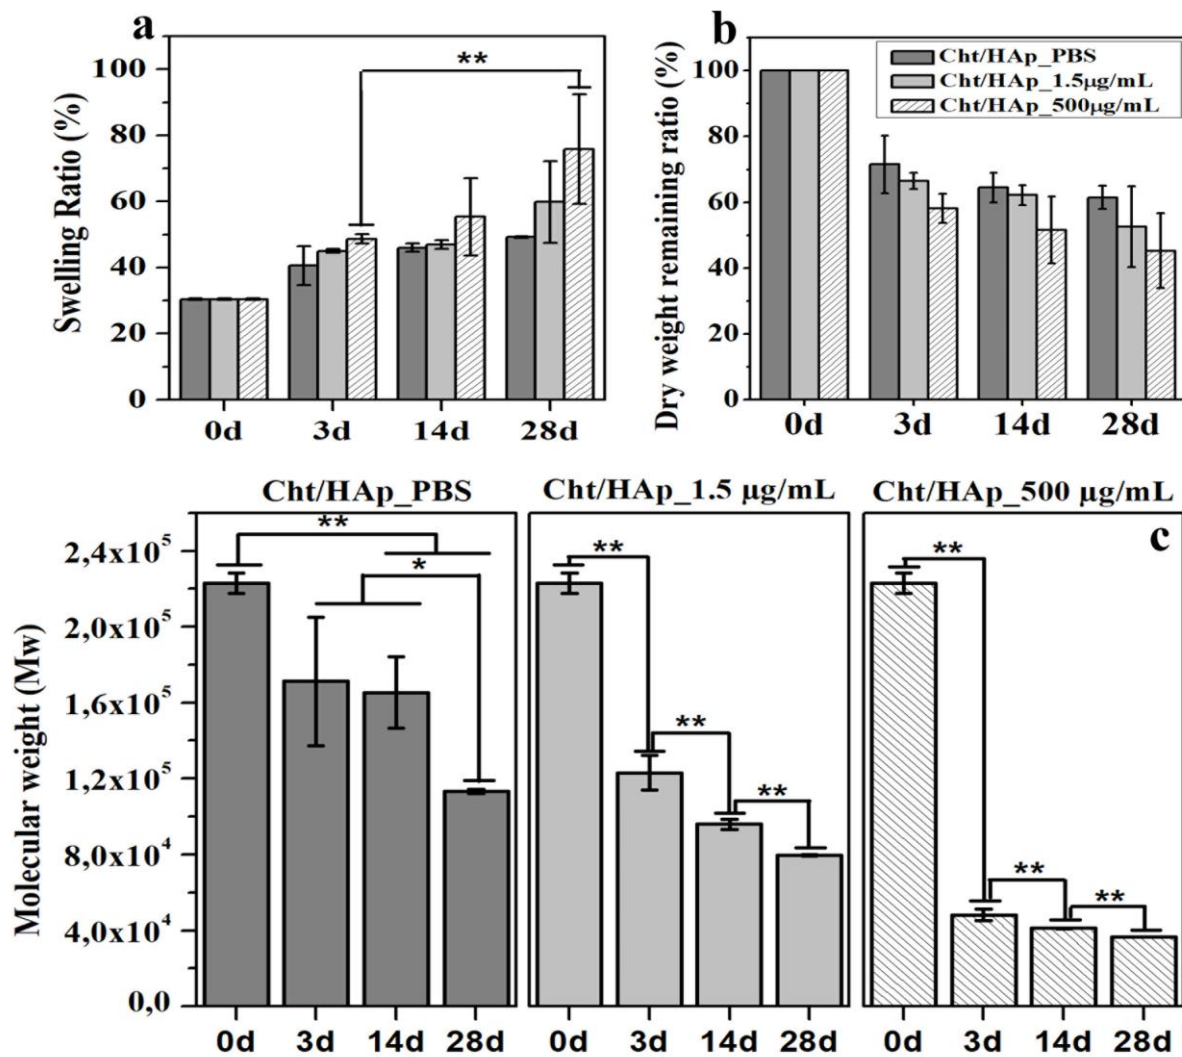 a
Swelling Ratio (%)
100
80
60
40
20
0
**
0d 3d 14d 28d
b
Dry weight remaining ratio (%)
100
80
60
40
20
0
Cht/HAp_PBS
Cht/HAp_1.5µg/mL
Cht/HAp_500µg/mL
0d 3d 14d 28d
Cht/HAp_PBS Cht/HAp_1.5 µg/mL Cht/HAp_500 µg/mL
c
Molecular weight (Mw)
2,4x10⁵
2,0x10⁵
1,6x10⁵
1,2x10⁵
8,0x10⁴
4,0x10⁴
0,0
**
*
0d 3d 14d 28d
**
**
**
0d 3d 14d 28d
**
**
**
0d 3d 14d 28d